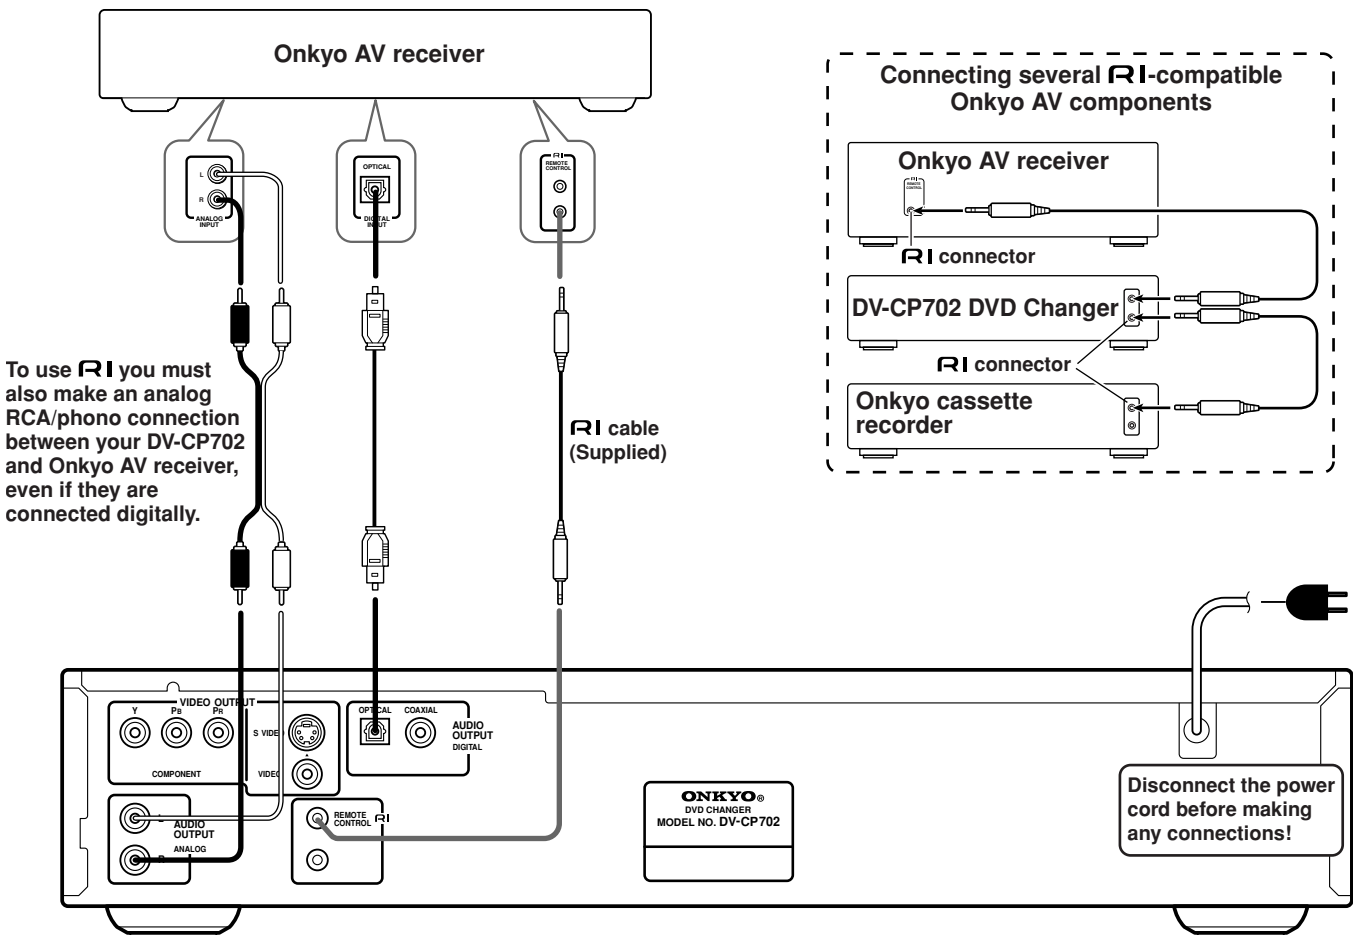 Onkyo AV receiver
L
R
ANALOG
INPUT
OPTICAL
DIGITAL
INPUT
RI
REMOTE
CONTROL
To use RI you must
also make an analog
RCA/phono connection
between your DV-CP702
and Onkyo AV receiver,
even if they are
connected digitally.
RI cable
(Supplied)
Connecting several RI-compatible
Onkyo AV components
Onkyo AV receiver
RI
REMOTE
CONTROL
RI connector
DV-CP702 DVD Changer
RI connector
Onkyo cassette
recorder
VIDEO OUTPUT
Y
PB
PR
COMPONENT
S VIDEO
VIDEO
OPTICAL
COAXIAL
AUDIO
OUTPUT
DIGITAL
L
R
AUDIO
OUTPUT
ANALOG
REMOTE
CONTROL
RI
ONKYO®
DVD CHANGER
MODEL NO. DV-CP702
Disconnect the power
cord before making
any connections!